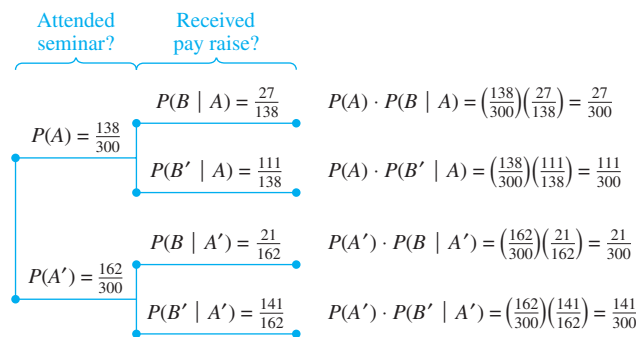 Attended seminar? Received pay raise?
P(B | A) = 27/138 P(A) · P(B | A) = (138/300)(27/138) = 27/300
P(A) = 138/300
P(B′ | A) = 111/138 P(A) · P(B′ | A) = (138/300)(111/138) = 111/300
P(B | A′) = 21/162 P(A′) · P(B | A′) = (162/300)(21/162) = 21/300
P(A′) = 162/300
P(B′ | A′) = 141/162 P(A′) · P(B′ | A′) = (162/300)(141/162) = 141/300